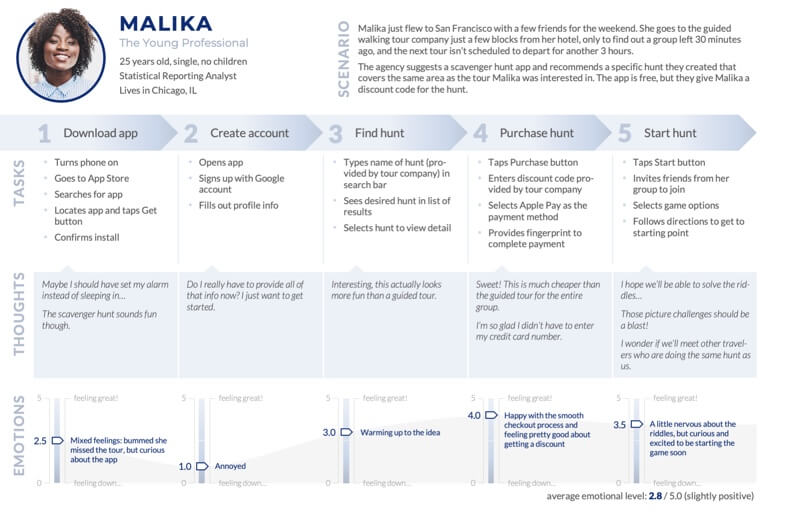 MALIKA
The Young Professional
25 years old, single, no children
Statistical Reporting Analyst
Lives in Chicago, IL
SCENARIO
Malika just flew to San Francisco with a few friends for the weekend. She goes to the guided
walking tour company just a few blocks from her hotel, only to find out a group left 30 minutes
ago, and the next tour isn't scheduled to depart for another 3 hours.
The agency suggests a scavenger hunt app and recommends a specific hunt they created that
covers the same area as the tour Malika was interested in. The app is free, but they give Malika a
discount code for the hunt.
1 Download app
2 Create account
3 Find hunt
4 Purchase hunt
5 Start hunt
TASKS
• Turns phone on
• Goes to App Store
• Searches for app
• Locates app and taps Get
button
• Confirms install
• Opens app
• Signs up with Google
account
• Fills out profile info
• Types name of hunt (pro-
vided by tour company) in
search bar
• Sees desired hunt in list of
results
• Selects hunt to view detail
• Taps Purchase button
• Enters discount code pro-
vided by tour company
• Selects Apple Pay as the
payment method
• Provides fingerprint to
complete payment
• Taps Start button
• Invites friends from her
group to join
• Selects game options
• Follows directions to get to
starting point
THOUGHTS
Maybe I should have set my alarm
instead of sleeping in...
The scavenger hunt sounds fun
though.
Do I really have to provide all of
that info now? I just want to get
started.
Interesting, this actually looks
more fun than a guided tour.
Sweet! This is much cheaper than
the guided tour for the entire
group.
I'm so glad I didn't have to enter
my credit card number.
I hope we'll be able to solve the rid-
dles...
Those picture challenges should be
a blast!
I wonder if we'll meet other travel-
ers who are doing the same hunt as
us.
EMOTIONS
5 feeling great!
2.5 Mixed feelings: bummed she
missed the tour, but curious
about the app
0 feeling down...
5 feeling great!
1.0 Annoyed
0 feeling down...
5 feeling great!
3.0 Warming up to the idea
0 feeling down...
5 feeling great!
4.0 Happy with the smooth
checkout process and
feeling pretty good about
getting a discount
0 feeling down...
5 feeling great!
3.5 A little nervous about the
riddles, but curious and
excited to be starting the
game soon
0 feeling down...
average emotional level: 2.8 / 5.0 (slightly positive)